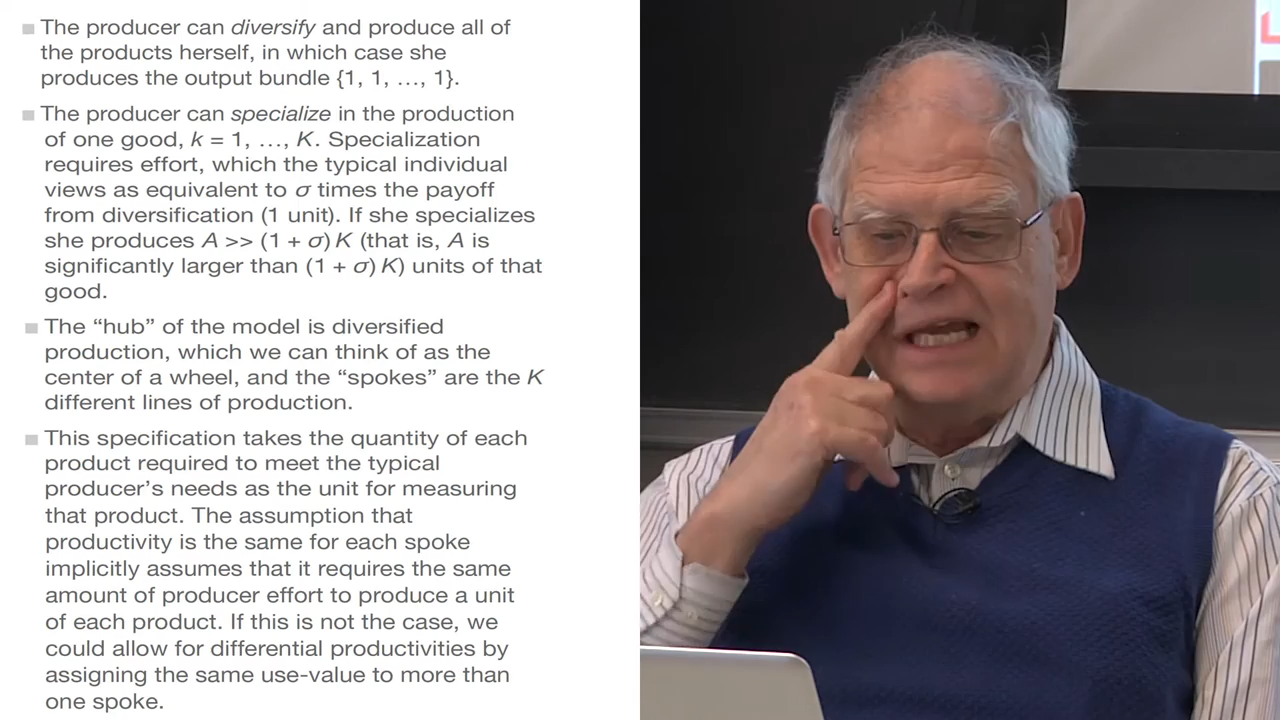 The producer can diversify and produce all of
the products herself, in which case she
produces the output bundle {1, 1, …, 1}.
The producer can specialize in the production
of one good, k = 1, …, K. Specialization
requires effort, which the typical individual
views as equivalent to σ times the payoff
from diversification (1 unit). If she specializes
she produces A >> (1 + σ) K (that is, A is
significantly larger than (1 + σ) K) units of that
good.
The “hub” of the model is diversified
production, which we can think of as the
center of a wheel, and the “spokes” are the K
different lines of production.
This specification takes the quantity of each
product required to meet the typical
producer’s needs as the unit for measuring
that product. The assumption that
productivity is the same for each spoke
implicitly assumes that it requires the same
amount of producer effort to produce a unit
of each product. If this is not the case, we
could allow for differential productivities by
assigning the same use-value to more than
one spoke.